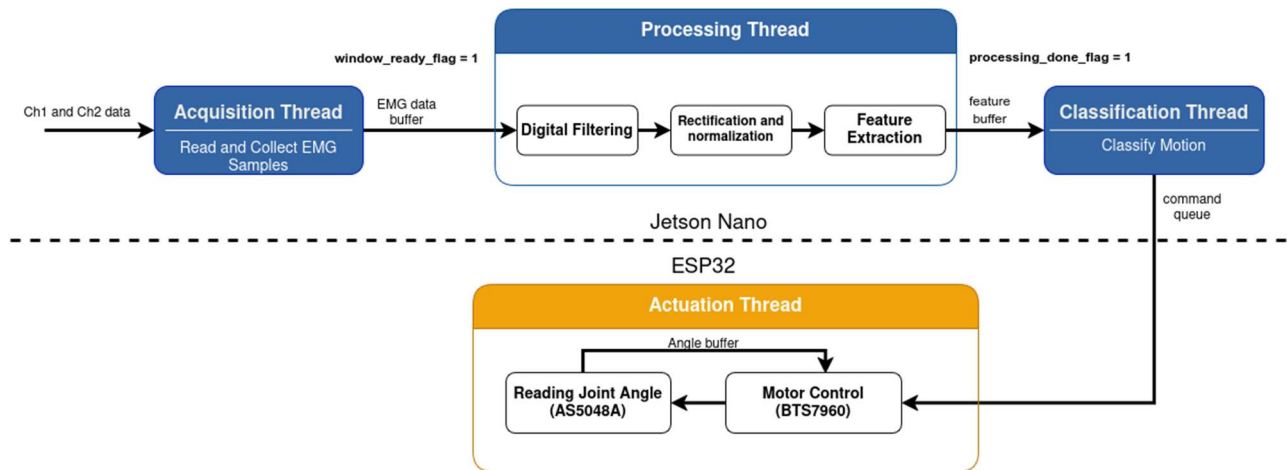 Processing Thread
window_ready_flag = 1
processing_done_flag = 1
Ch1 and Ch2 data
Acquisition Thread
Read and Collect EMG
Samples
EMG data
buffer
Digital Filtering
Rectification and
normalization
Feature
Extraction
feature
buffer
Classification Thread
Classify Motion
command
queue
Jetson Nano
ESP32
Actuation Thread
Angle buffer
Reading Joint Angle
(AS5048A)
Motor Control
(BTS7960)